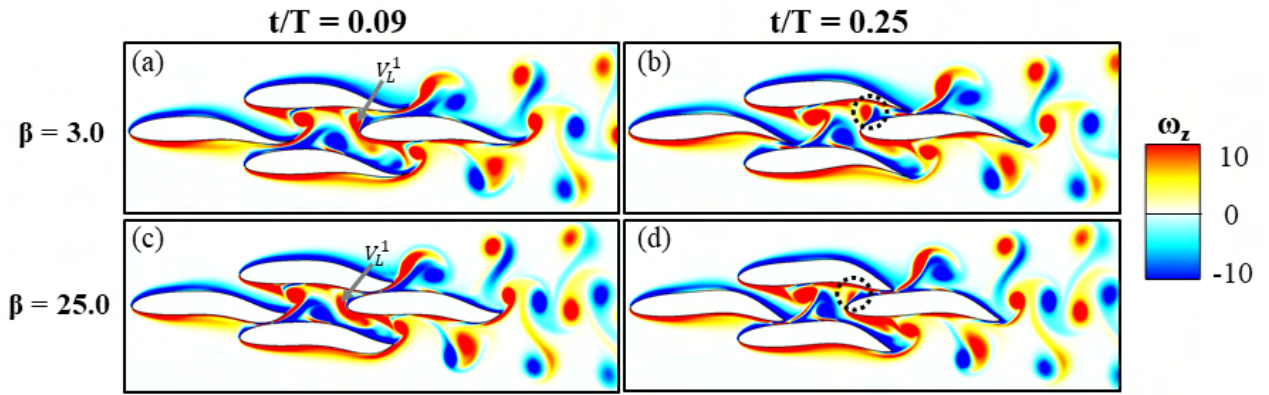 t/T = 0.09
t/T = 0.25
(a)
V_L^1
(b)
β = 3.0
ω_z
10
0
-10
(c)
V_L^1
(d)
β = 25.0